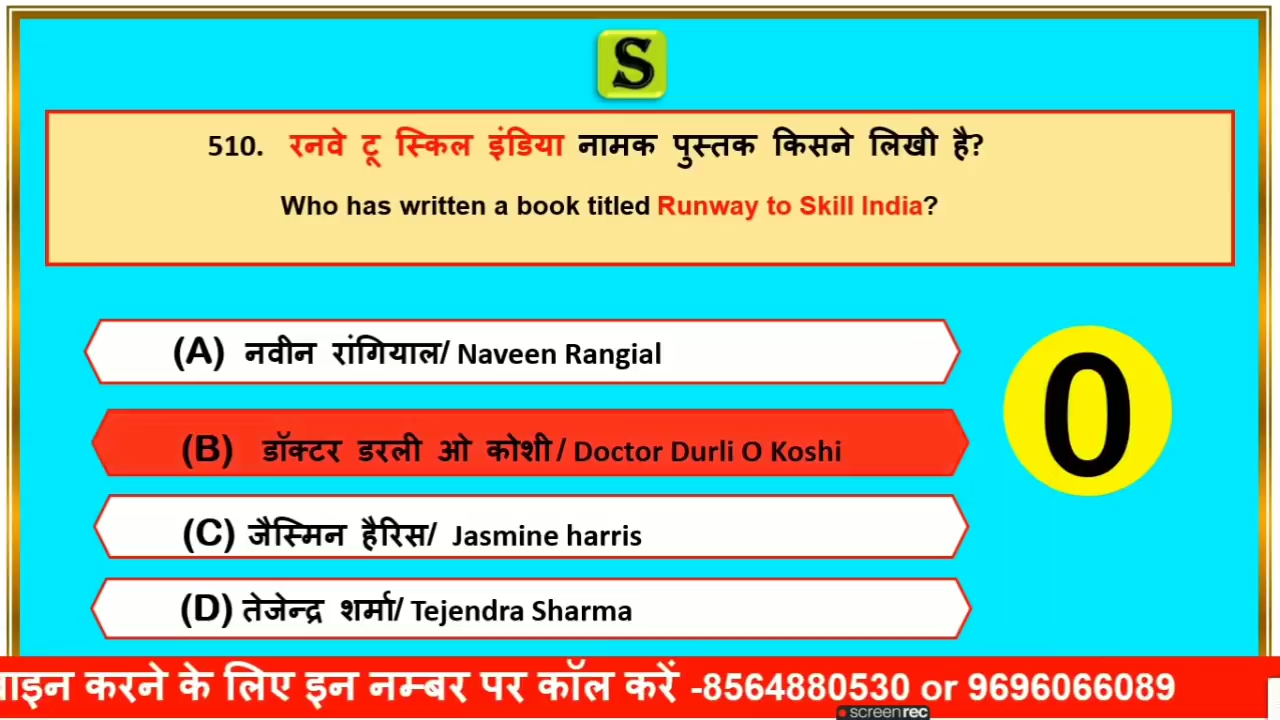 S
510. रनवे टू स्किल इंडिया नामक पुस्तक किसने लिखी है?
Who has written a book titled Runway to Skill India?
(A) नवीन रांगियाल/ Naveen Rangial
(B) डॉक्टर डरली ओ कोशी/ Doctor Durli O Koshi
(C) जैस्मिन हैरिस/ Jasmine harris
(D) तेजेन्द्र शर्मा/ Tejendra Sharma
0
करने के लिए इन नम्बर पर कॉल करें -8564880530 or 9696066089
screenrec